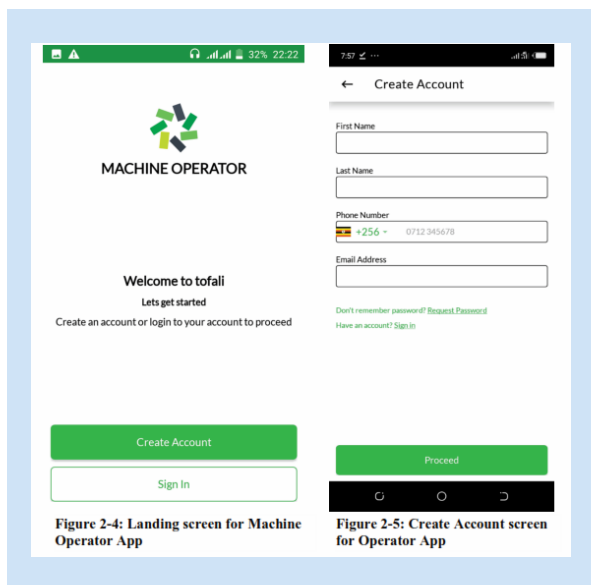 32% 22:22
MACHINE OPERATOR
Welcome to tofali
Lets get started
Create an account or login to your account to proceed
Create Account
Sign In
Figure 2-4: Landing screen for Machine
Operator App
7:57
Create Account
First Name
Last Name
Phone Number
+256 0712 345678
Email Address
Don't remember password? Request Password
Have an account? Sign in
Proceed
Figure 2-5: Create Account screen
for Operator App